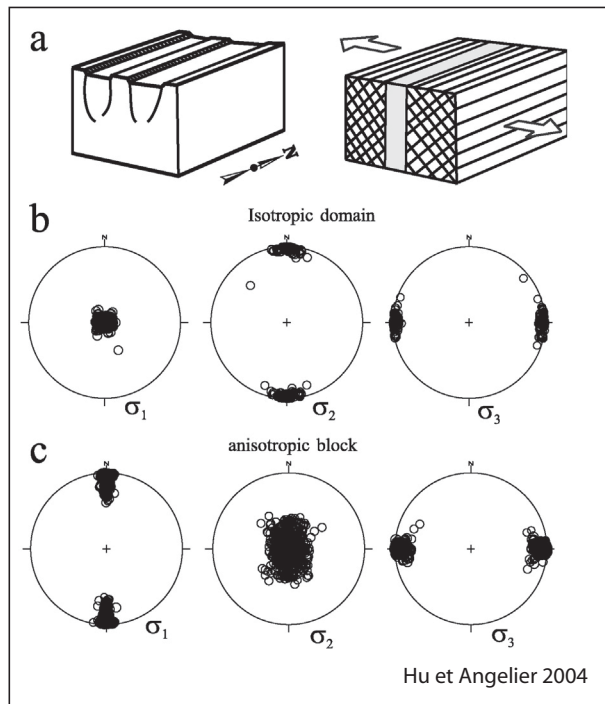 a
N
b
Isotropic domain
N
N
N
σ1
σ2
σ3
c
anisotropic block
N
N
N
σ1
σ2
σ3
Hu et Angelier 2004